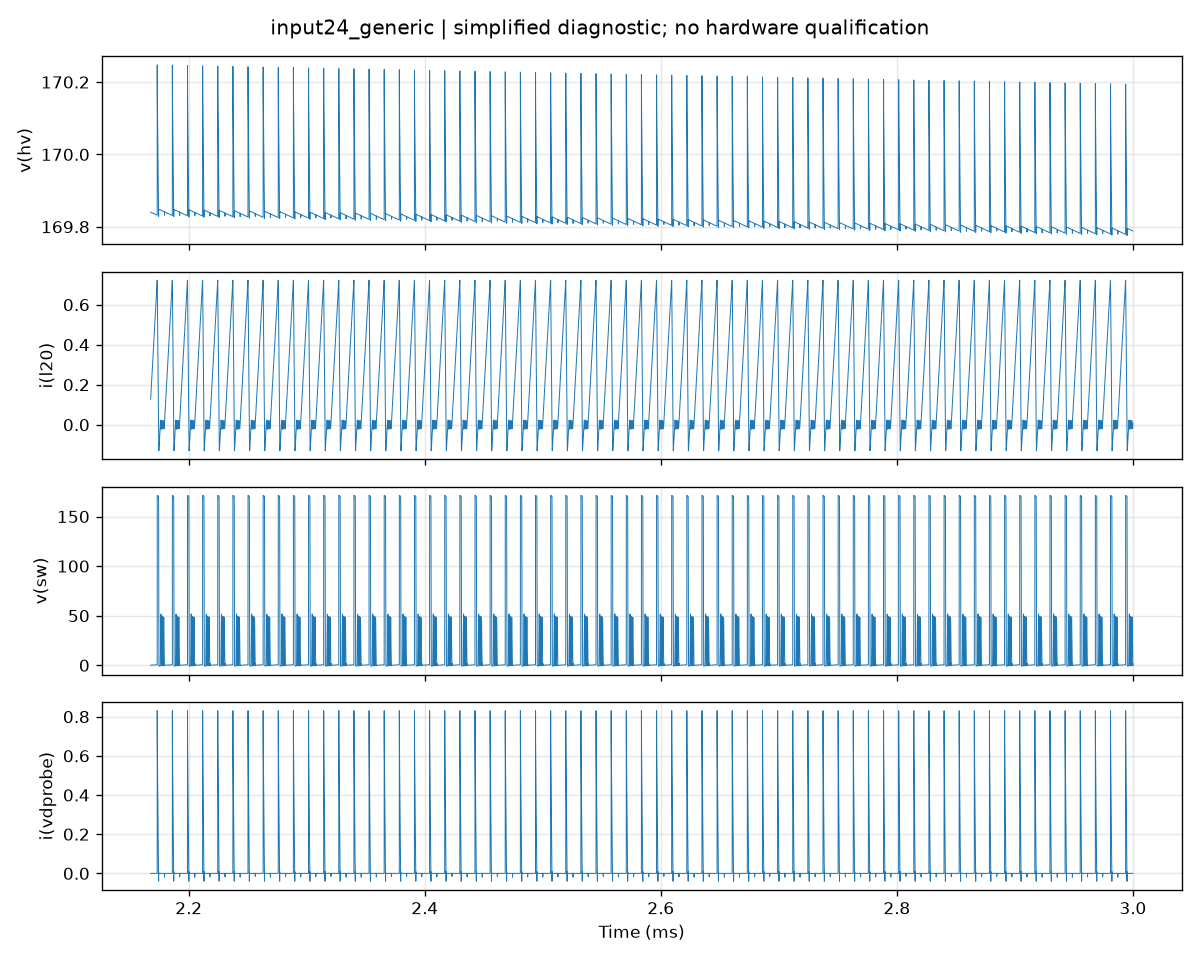 input24_generic | simplified diagnostic; no hardware qualification
v(hv)
170.2
170.0
169.8
i(l20)
0.6
0.4
0.2
0.0
v(sw)
150
100
50
0
i(vdprobe)
0.8
0.6
0.4
0.2
0.0
2.2 2.4 2.6 2.8 3.0
Time (ms)